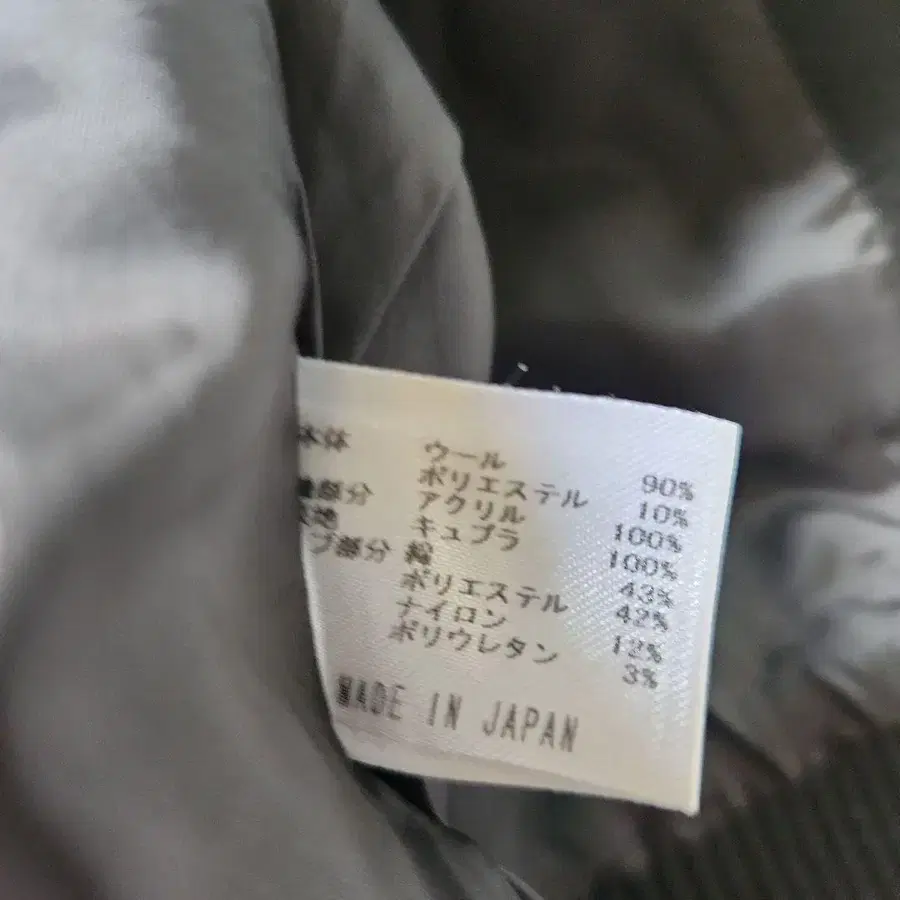 本体 ウール 90%
ポリエステル 10%
部分 アクリル 100%
キュプラ 100%
ブ部分 綿 43%
ポリエステル 42%
ナイロン 12%
ポリウレタン 3%
MADE IN JAPAN